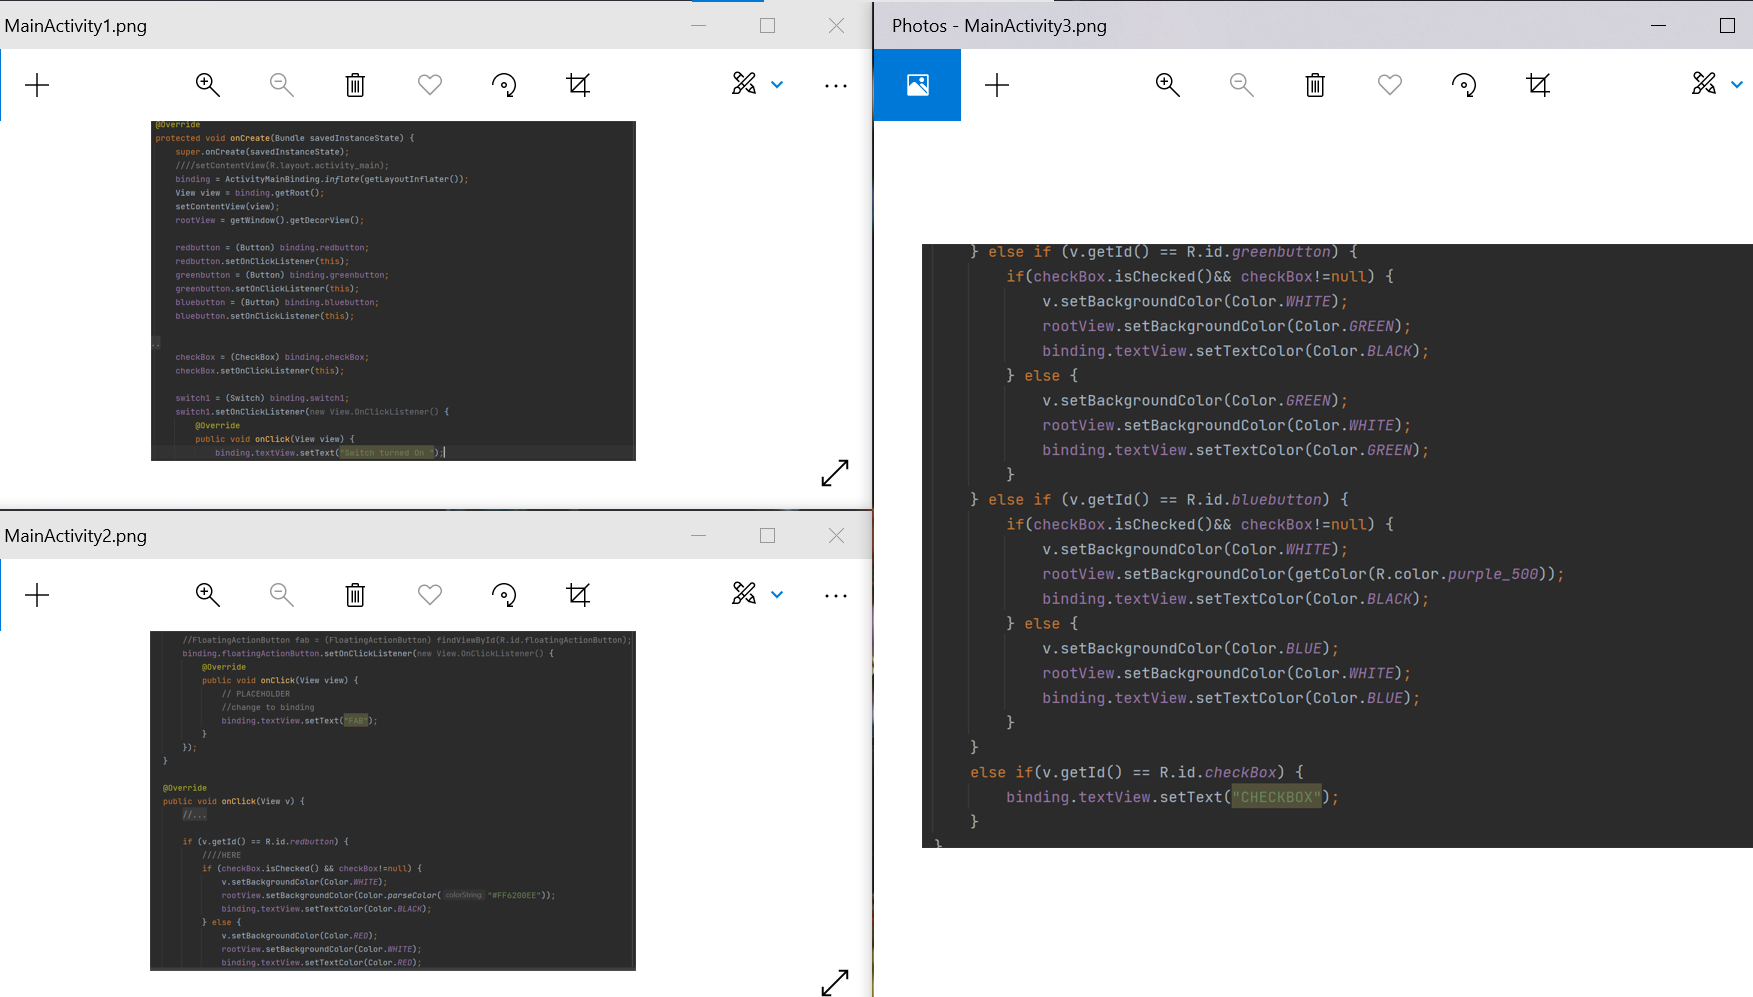 MainActivity1.png
@Override
protected void onCreate(Bundle savedInstanceState) {
super.onCreate(savedInstanceState);
////setContentView(R.layout.activity_main);
binding = ActivityMainBinding.inflate(getLayoutInflater());
View view = binding.getRoot();
setContentView(view);
rootView = getWindow().getDecorView();
redbutton = (Button) binding.redbutton;
redbutton.setOnClickListener(this);
greenbutton = (Button) binding.greenbutton;
greenbutton.setOnClickListener(this);
bluebutton = (Button) binding.bluebutton;
bluebutton.setOnClickListener(this);
..
checkBox = (CheckBox) binding.checkBox;
checkBox.setOnClickListener(this);
switch1 = (Switch) binding.switch1;
switch1.setOnClickListener(new View.OnClickListener() {
@Override
public void onClick(View view) {
binding.textView.setText("Switch turned On ");
MainActivity2.png
//FloatingActionButton fab = (FloatingActionButton) findViewById(R.id.floatingActionButton);
binding.floatingActionButton.setOnClickListener(new View.OnClickListener() {
@Override
public void onClick(View view) {
// PLACEHOLDER
//change to binding
binding.textView.setText("FAB");
}
});
}
@Override
public void onClick(View v) {
//...
if (v.getId() == R.id.redbutton) {
////HERE
if (checkBox.isChecked() && checkBox!=null) {
v.setBackgroundColor(Color.WHITE);
rootView.setBackgroundColor(Color.parseColor( colorString: "#FF6200EE"));
binding.textView.setTextColor(Color.BLACK);
} else {
v.setBackgroundColor(Color.RED);
rootView.setBackgroundColor(Color.WHITE);
binding.textView.setTextColor(Color.RED);
Photos - MainActivity3.png
} else if (v.getId() == R.id.greenbutton) {
if(checkBox.isChecked()&& checkBox!=null) {
v.setBackgroundColor(Color.WHITE);
rootView.setBackgroundColor(Color.GREEN);
binding.textView.setTextColor(Color.BLACK);
} else {
v.setBackgroundColor(Color.GREEN);
rootView.setBackgroundColor(Color.WHITE);
binding.textView.setTextColor(Color.GREEN);
}
} else if (v.getId() == R.id.bluebutton) {
if(checkBox.isChecked()&& checkBox!=null) {
v.setBackgroundColor(Color.WHITE);
rootView.setBackgroundColor(getColor(R.color.purple_500));
binding.textView.setTextColor(Color.BLACK);
} else {
v.setBackgroundColor(Color.BLUE);
rootView.setBackgroundColor(Color.WHITE);
binding.textView.setTextColor(Color.BLUE);
}
}
else if(v.getId() == R.id.checkBox) {
binding.textView.setText("CHECKBOX");
}
}